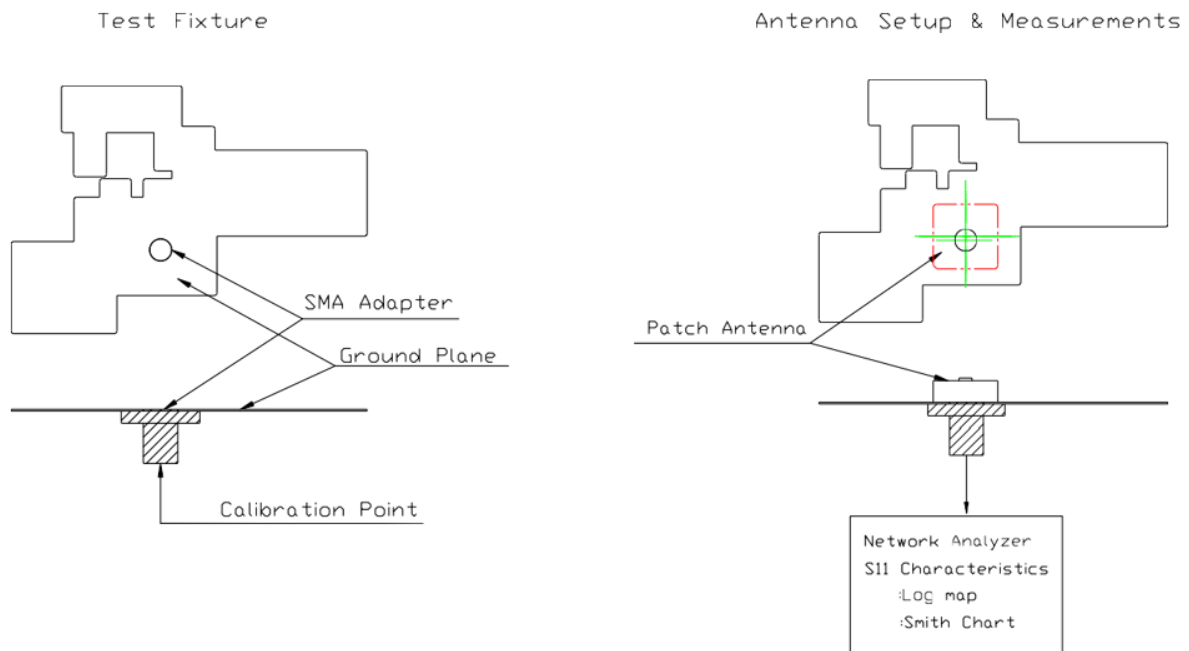 Test Fixture
Antenna Setup & Measurements
SMA Adapter
Ground Plane
Calibration Point
Patch Antenna
Network Analyzer
S11 Characteristics
:Log map
:Smith Chart